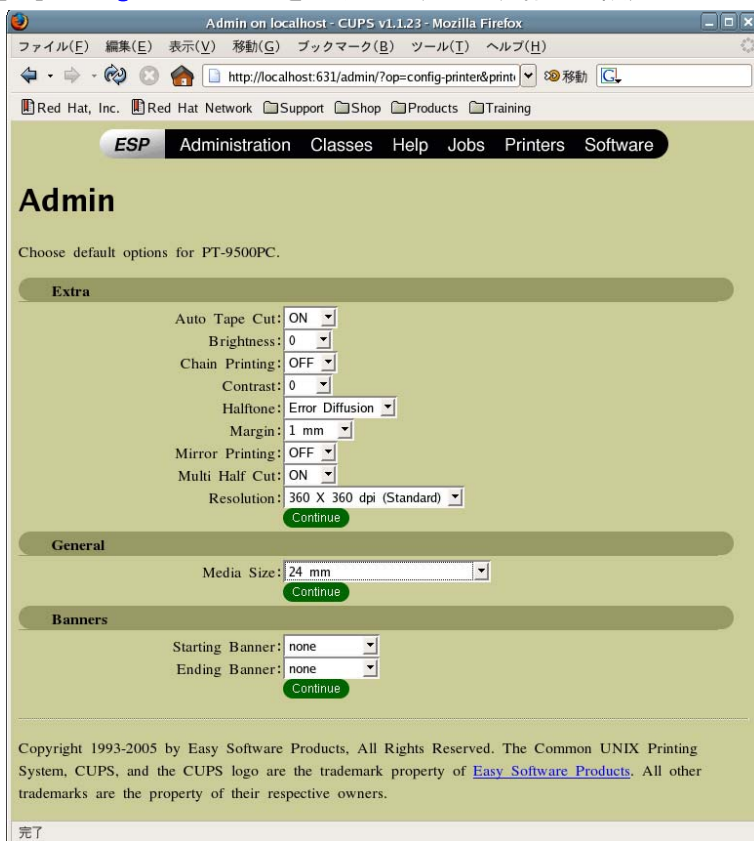 Admin on localhost - CUPS v1.1.23 - Mozilla Firefox
ファイル(F) 編集(E) 表示(V) 移動(G) ブックマーク(B) ツール(T) ヘルプ(H)
http://localhost:631/admin/?op=config-printer&print 移動
Red Hat, Inc. Red Hat Network Support Shop Products Training
ESP Administration Classes Help Jobs Printers Software
Admin
Choose default options for PT-9500PC.
Extra
Auto Tape Cut: ON
Brightness: 0
Chain Printing: OFF
Contrast: 0
Halftone: Error Diffusion
Margin: 1 mm
Mirror Printing: OFF
Multi Half Cut: ON
Resolution: 360 X 360 dpi (Standard)
Continue
General
Media Size: 24 mm
Continue
Banners
Starting Banner: none
Ending Banner: none
Continue
Copyright 1993-2005 by Easy Software Products, All Rights Reserved. The Common UNIX Printing
System, CUPS, and the CUPS logo are the trademark property of Easy Software Products. All other
trademarks are the property of their respective owners.
完了